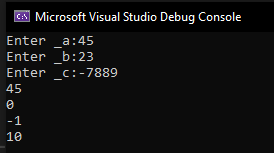 Microsoft Visual Studio Debug Console
Enter _a:45
Enter _b:23
Enter _c:-7889
45
0
-1
10